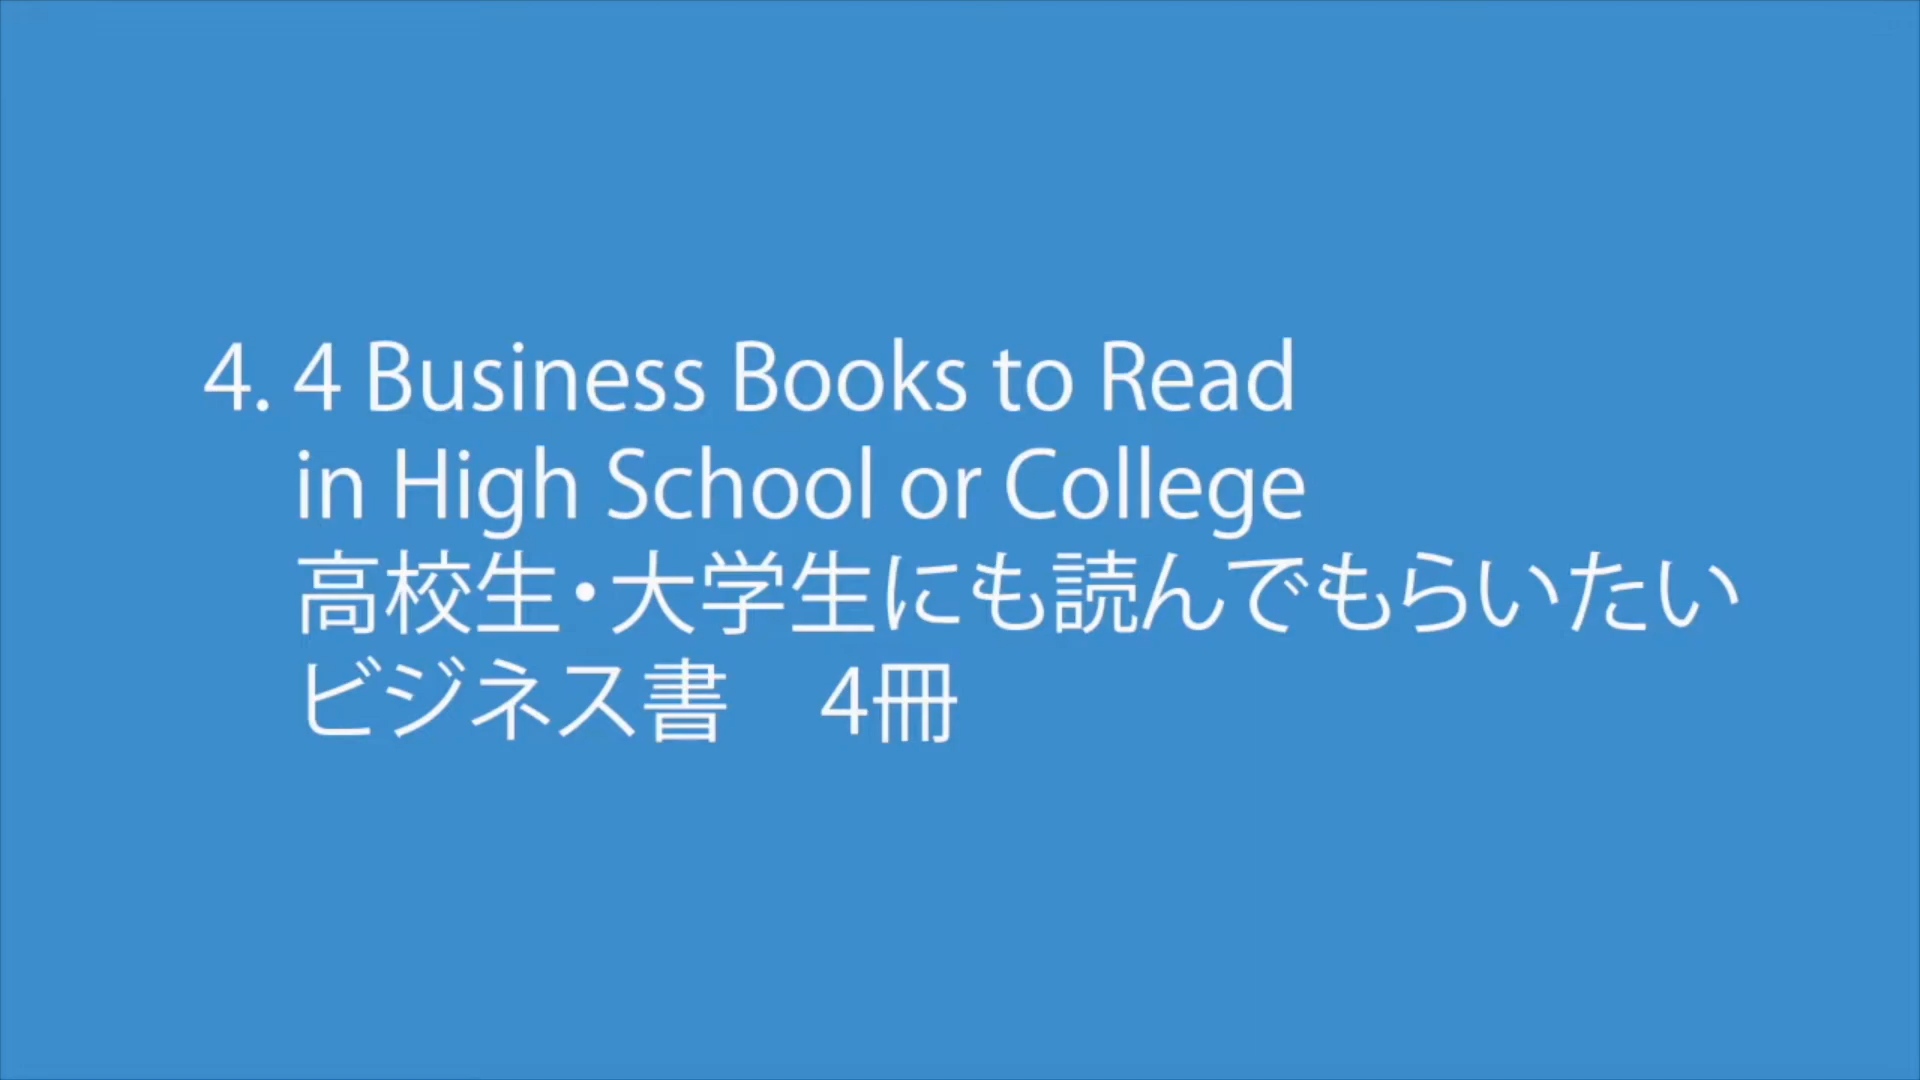 4. 4 Business Books to Read
in High School or College
高校生・大学生にも読んでもらいたい
ビジネス書　4冊